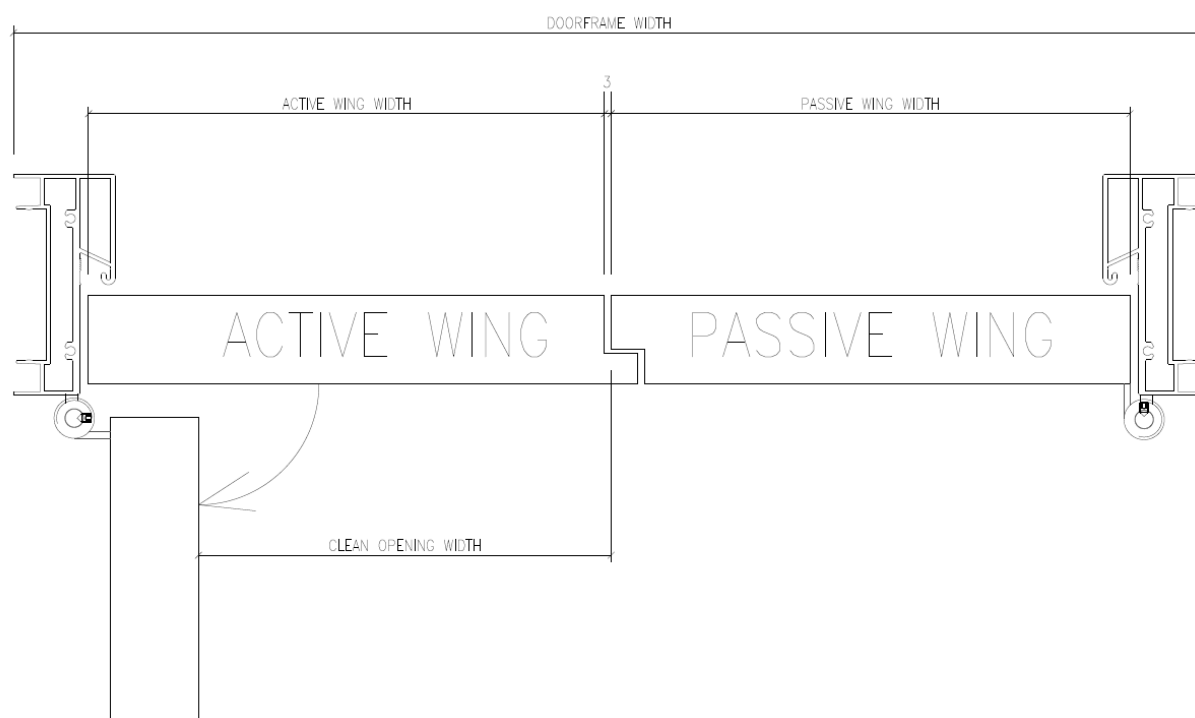 DOORFRAME WIDTH
3
ACTIVE WING WIDTH
PASSIVE WING WIDTH
ACTIVE WING
PASSIVE WING
CLEAN OPENING WIDTH